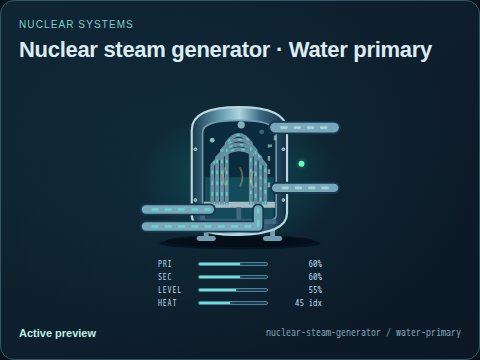 NUCLEAR SYSTEMS
Nuclear steam generator · Water primary
PRI 60%
SEC 60%
LEVEL 55%
HEAT 45 idx
Active preview
nuclear-steam-generator / water-primary